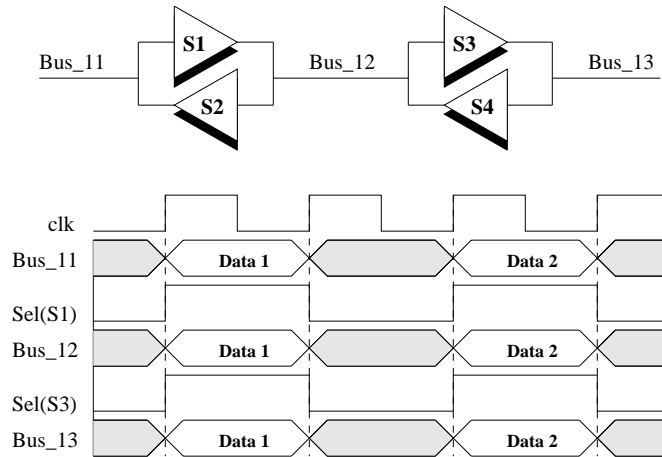 S1 S3
Bus_11 Bus_12 Bus_13
S2 S4
clk
Bus_11 Data 1 Data 2
Sel(S1)
Bus_12 Data 1 Data 2
Sel(S3)
Bus_13 Data 1 Data 2